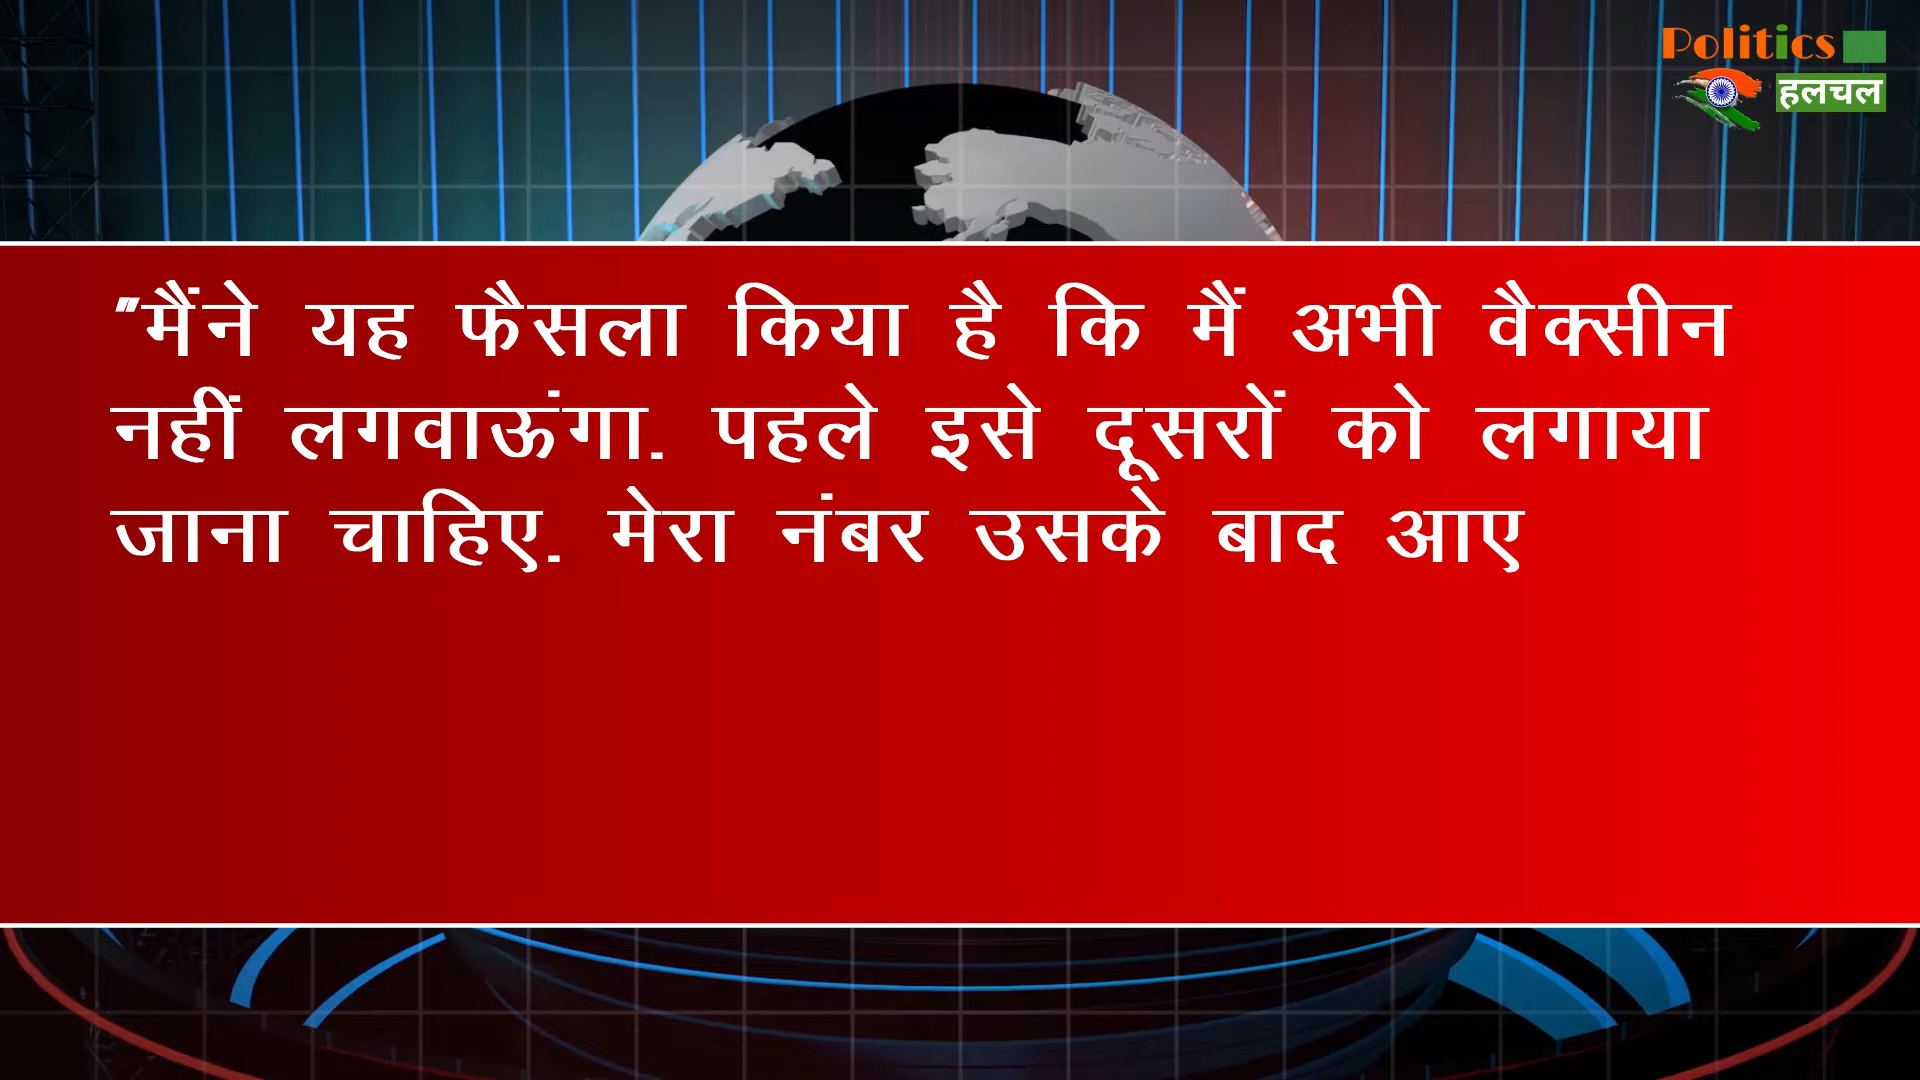 Politics
हलचल
"मैंने यह फैसला किया है कि मैं अभी वैक्सीन
नहीं लगवाऊंगा. पहले इसे दूसरों को लगाया
जाना चाहिए. मेरा नंबर उसके बाद आए